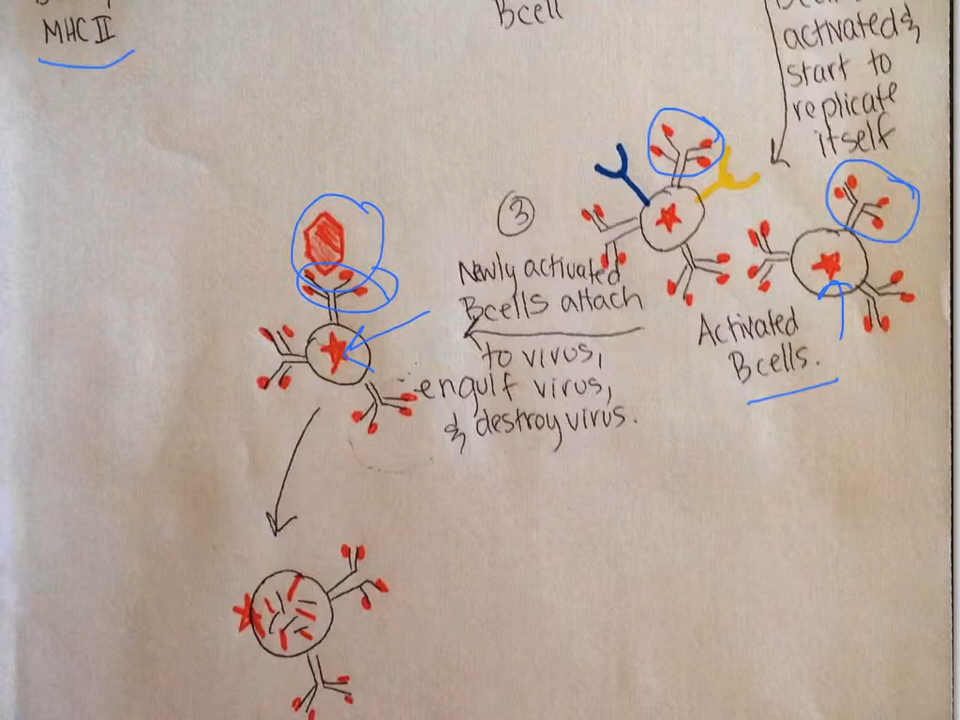 MHC II
Bcell
activated &
start to
replicate
itself
③
Newly activated
Bcells attach
to virus,
engulf virus,
& destroy virus.
Activated
Bcells.